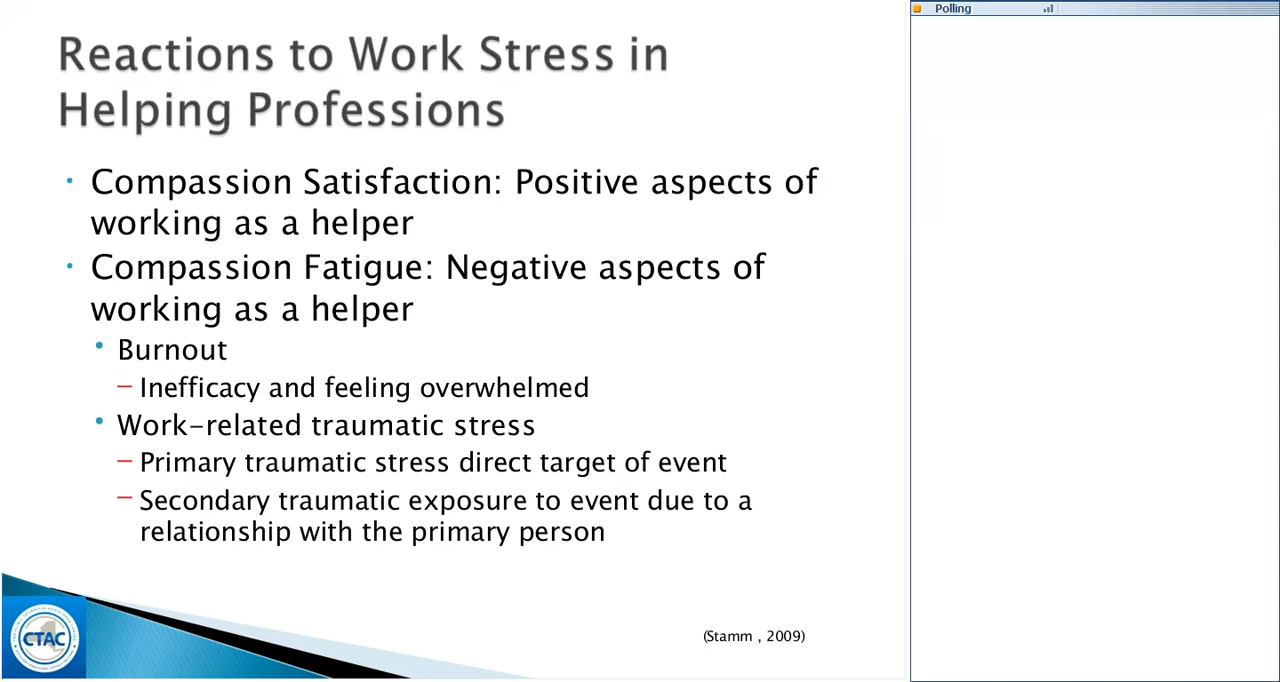 Polling
Reactions to Work Stress in
Helping Professions
• Compassion Satisfaction: Positive aspects of
working as a helper
• Compassion Fatigue: Negative aspects of
working as a helper
• Burnout
– Inefficacy and feeling overwhelmed
• Work-related traumatic stress
– Primary traumatic stress direct target of event
– Secondary traumatic exposure to event due to a
relationship with the primary person
CTAC
(Stamm , 2009)